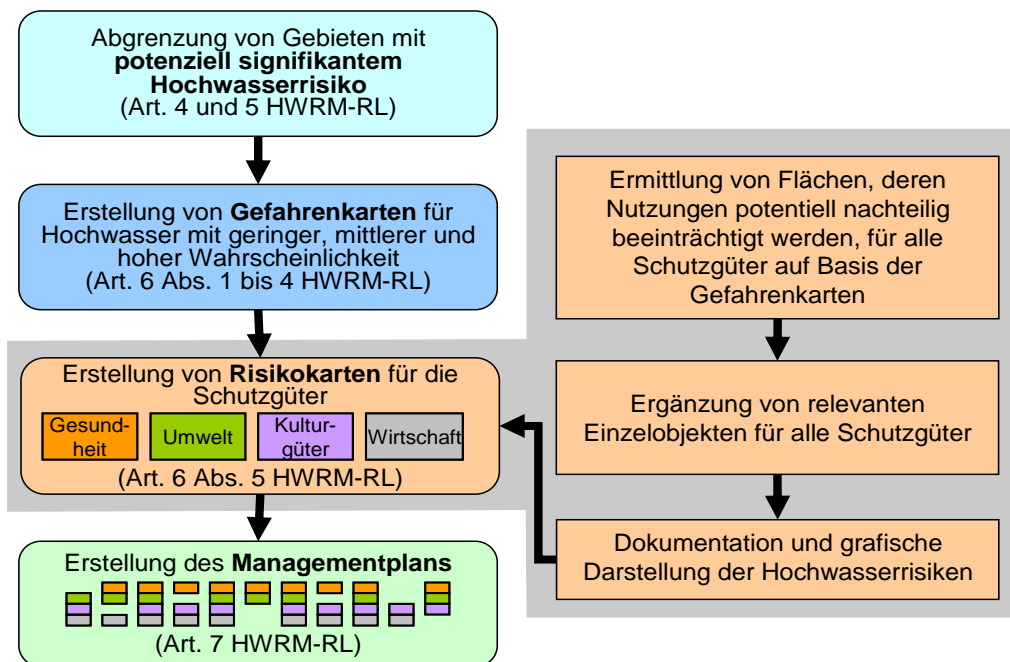 Abgrenzung von Gebieten mit
potenziell signifikantem
Hochwasserrisiko
(Art. 4 und 5 HWRM-RL)
Erstellung von Gefahrenkarten für
Hochwasser mit geringer, mittlerer und
hoher Wahrscheinlichkeit
(Art. 6 Abs. 1 bis 4 HWRM-RL)
Erstellung von Risikokarten für die
Schutzgüter
Gesund-
heit
Umwelt
Kultur-
güter
Wirtschaft
(Art. 6 Abs. 5 HWRM-RL)
Erstellung des Managementplans
(Art. 7 HWRM-RL)
Ermittlung von Flächen, deren
Nutzungen potentiell nachteilig
beeinträchtigt werden, für alle
Schutzgüter auf Basis der
Gefahrenkarten
Ergänzung von relevanten
Einzelobjekten für alle Schutzgüter
Dokumentation und grafische
Darstellung der Hochwasserrisiken